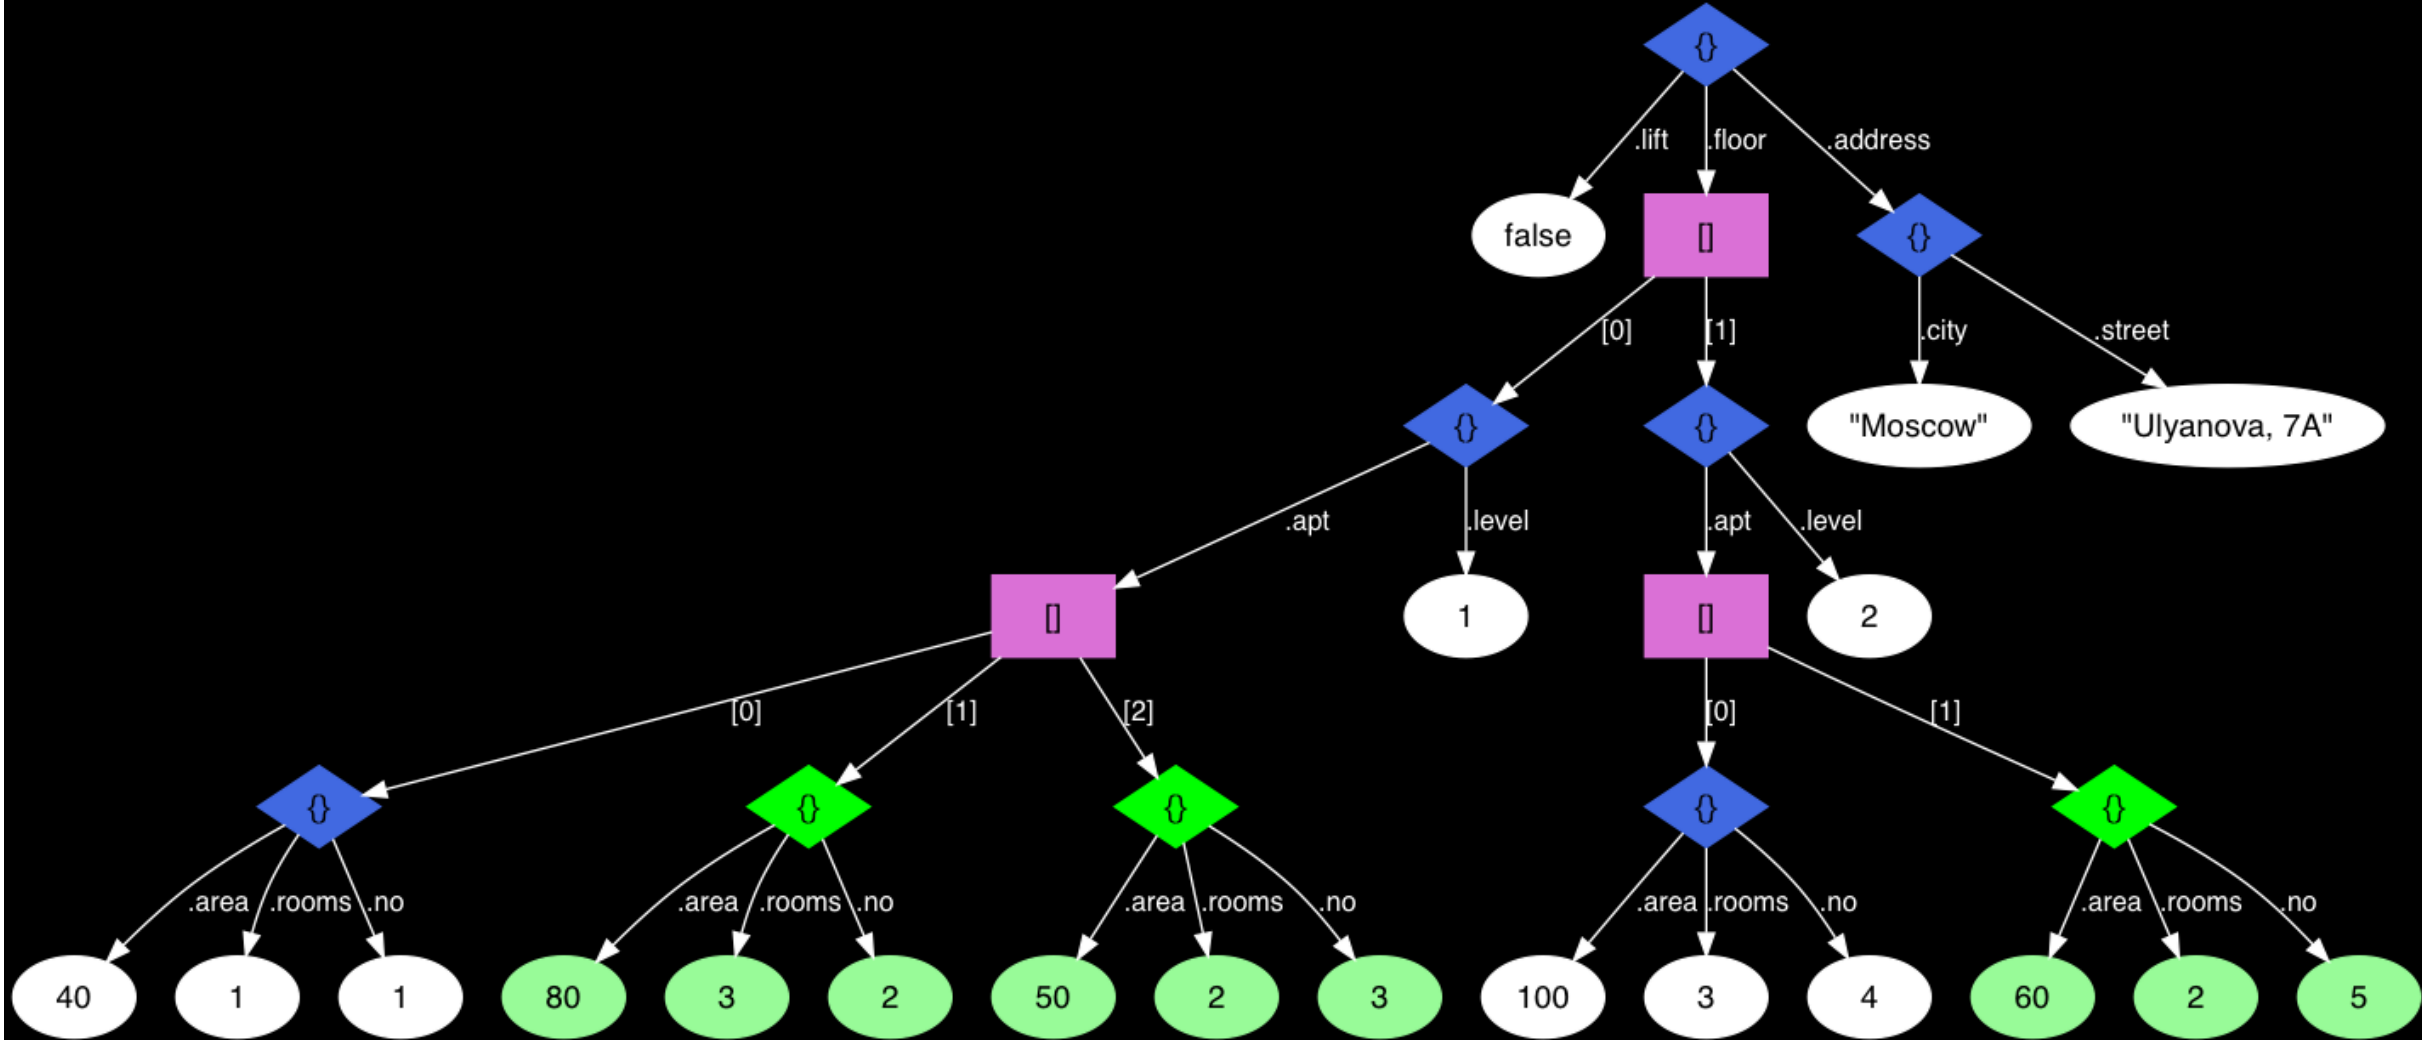 {}
.lift .floor .address
false [] {}
[0] [1] .city .street
{} {} "Moscow" "Ulyanova, 7A"
.apt .level .apt .level
[] 1 [] 2
[0] [1] [2] [0] [1]
{} {} {} {} {}
.area .rooms .no .area .rooms .no .area .rooms .no .area .rooms .no .area .rooms .no
40 1 1 80 3 2 50 2 3 100 3 4 60 2 5